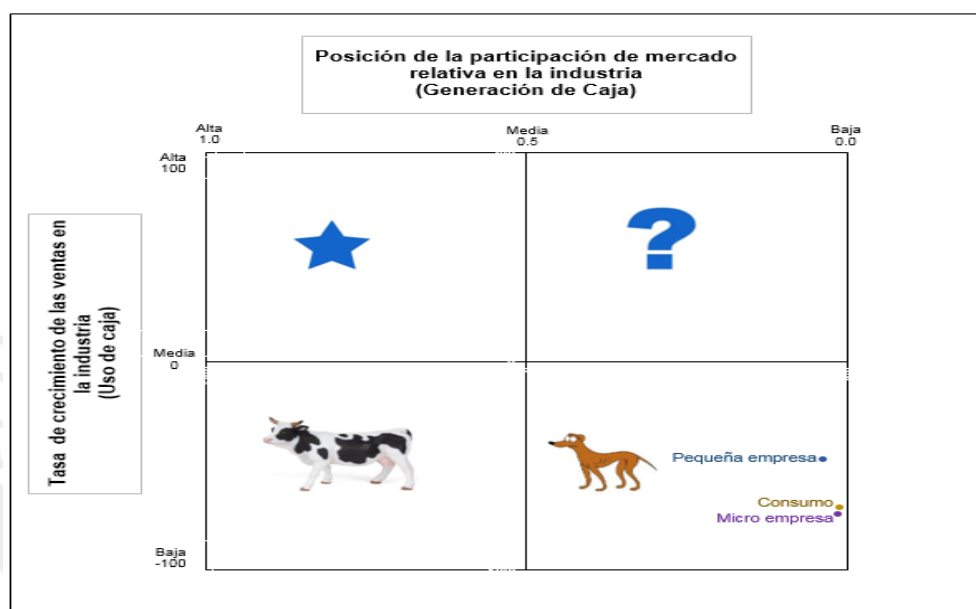 Posición de la participación de mercado
relativa en la industria
(Generación de Caja)
Alta
1.0
Media
0.5
Baja
0.0
Alta
100
Tasa de crecimiento de las ventas en
la industria
(Uso de caja)
Media
0
?
Pequeña empresa
Consumo
Micro empresa
Baja
-100